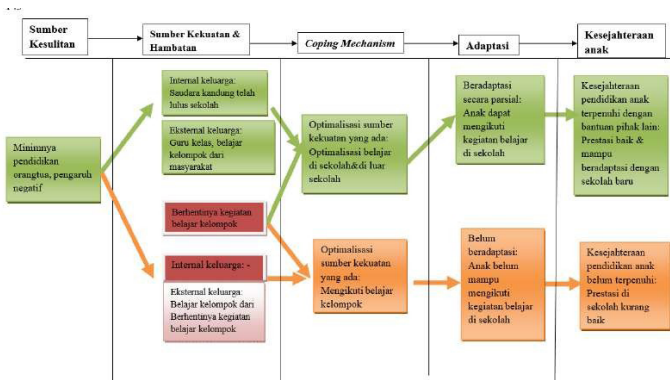 Sumber
Kesulitan
Sumber Kekuatan &
Hambatan
Coping Mechanism
Adaptasi
Kesejahteraan
anak
Minimnya
pendidikan
orangtua, pengaruh
negatif
Internal keluarga:
Saudara kandung telah
lulus sekolah
Eksternal keluarga:
Guru kelas, belajar
kelompok dari
masyarakat
Berhentinya kegiatan
belajar kelompok
Internal keluarga: -
Eksternal keluarga:
Belajar kelompok dari
Berhentinya kegiatan
belajar kelompok
Optimalisasi sumber
kekuatan yang ada:
Optimalisasi belajar
di sekolah&di luar
sekolah
Optimalisasi
sumber kekuatan
yang ada:
Mengikuti belajar
kelompok
Beradaptasi
secara parsial:
Anak dapat
mengikuti
kegiatan belajar
di sekolah
Belum
beradaptasi:
Anak belum
mampu
mengikuti
kegiatan belajar
di sekolah
Kesejahteraan
pendidikan anak
terpenuhi dengan
bantuan pihak lain:
Prestasi baik &
mampu
beradaptasi dengan
sekolah baru
Kesejahteraan
pendidikan anak
belum terpenuhi:
Prestasi di
sekolah kurang
baik